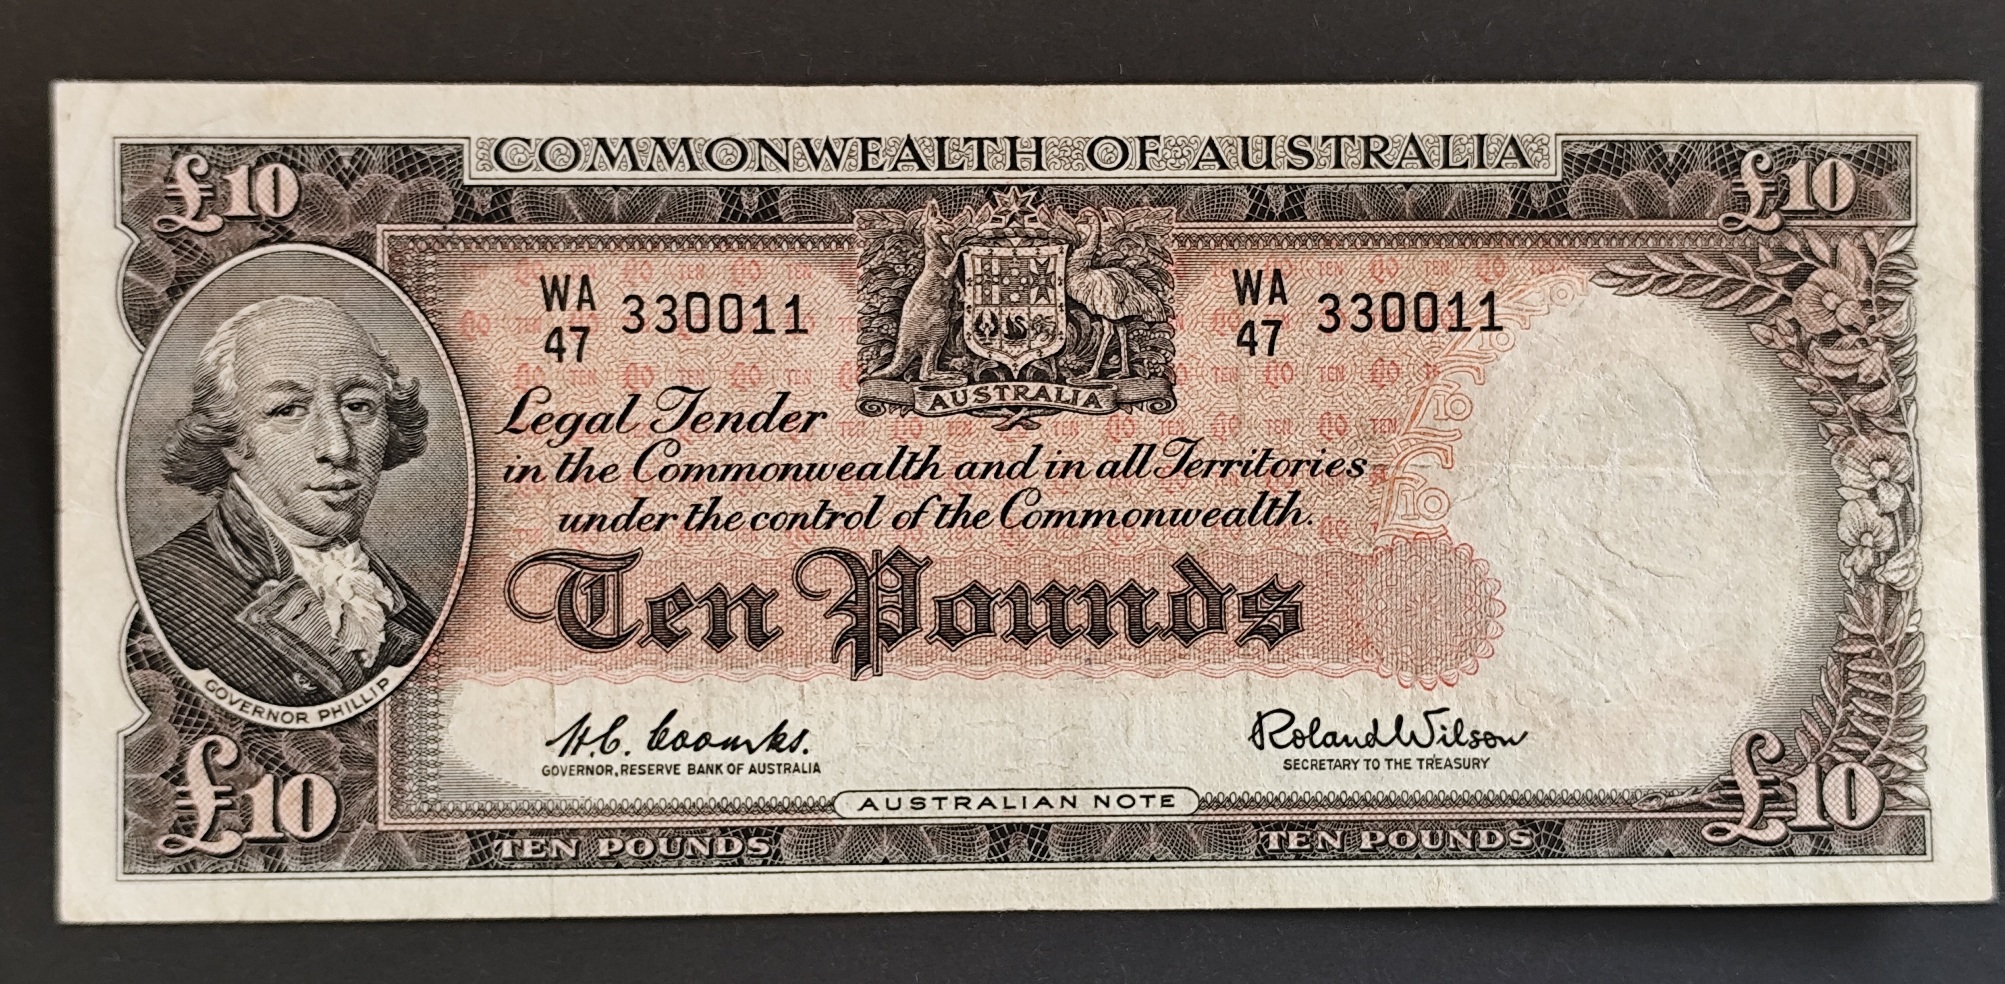 COMMONWEALTH OF AUSTRALIA
£10 £10
WA 330011 WA 330011
47 47
AUSTRALIA
Legal Tender
in the Commonwealth and in all Territories
under the control of the Commonwealth.
Ten Pounds
GOVERNOR PHILLIP
H.C. Coombs. Roland Wilson
GOVERNOR, RESERVE BANK OF AUSTRALIA SECRETARY TO THE TREASURY
£10 AUSTRALIAN NOTE £10
TEN POUNDS TEN POUNDS